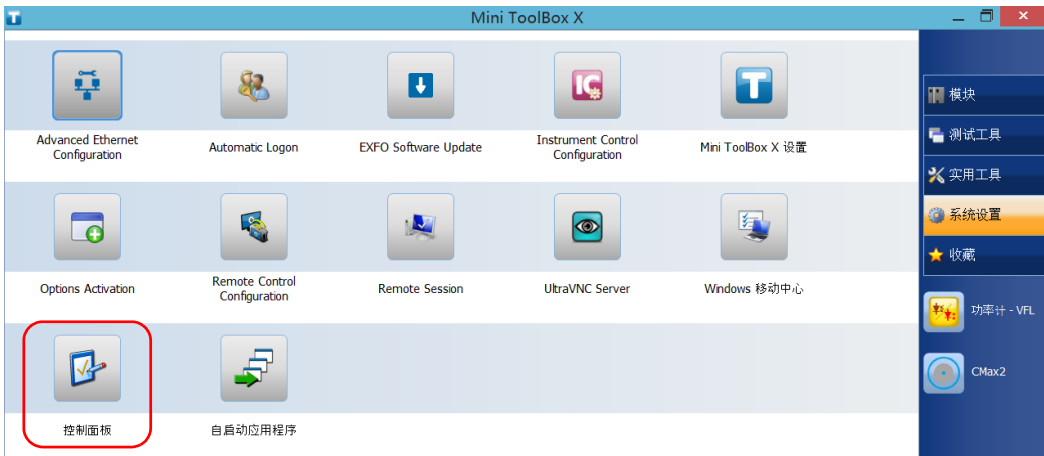 Mini ToolBox X
Advanced Ethernet
Configuration
Automatic Logon
EXFO Software Update
Instrument Control
Configuration
Mini ToolBox X 设置
Options Activation
Remote Control
Configuration
Remote Session
UltraVNC Server
Windows 移动中心
控制面板
自启动应用程序
模块
测试工具
实用工具
系统设置
收藏
功率计 - VFL
CMax2